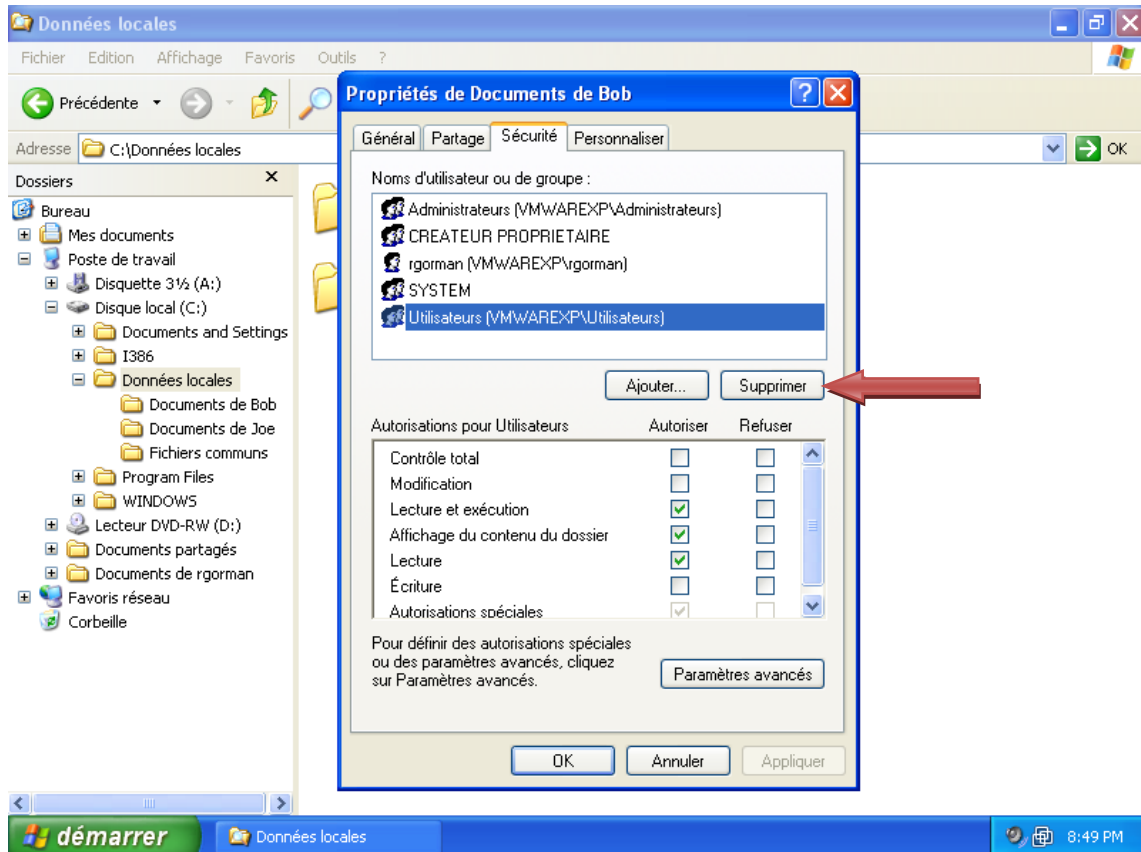 Données locales
Fichier Edition Affichage Favoris Outils ?
Précédente
Adresse C:\Données locales OK
Dossiers
Bureau
Mes documents
Poste de travail
Disquette 3½ (A:)
Disque local (C:)
Documents and Settings
I386
Données locales
Documents de Bob
Documents de Joe
Fichiers communs
Program Files
WINDOWS
Lecteur DVD-RW (D:)
Documents partagés
Documents de rgorman
Favoris réseau
Corbeille
Propriétés de Documents de Bob
Général Partage Sécurité Personnaliser
Noms d'utilisateur ou de groupe :
Administrateurs (VMWAREXP\Administrateurs)
CREATEUR PROPRIETAIRE
rgorman (VMWAREXP\rgorman)
SYSTEM
Utilisateurs (VMWAREXP\Utilisateurs)
Ajouter... Supprimer
Autorisations pour Utilisateurs Autoriser Refuser
Contrôle total
Modification
Lecture et exécution
Affichage du contenu du dossier
Lecture
Écriture
Autorisations spéciales
Pour définir des autorisations spéciales
ou des paramètres avancés, cliquez
sur Paramètres avancés.
Paramètres avancés
OK Annuler Appliquer
démarrer Données locales 8:49 PM